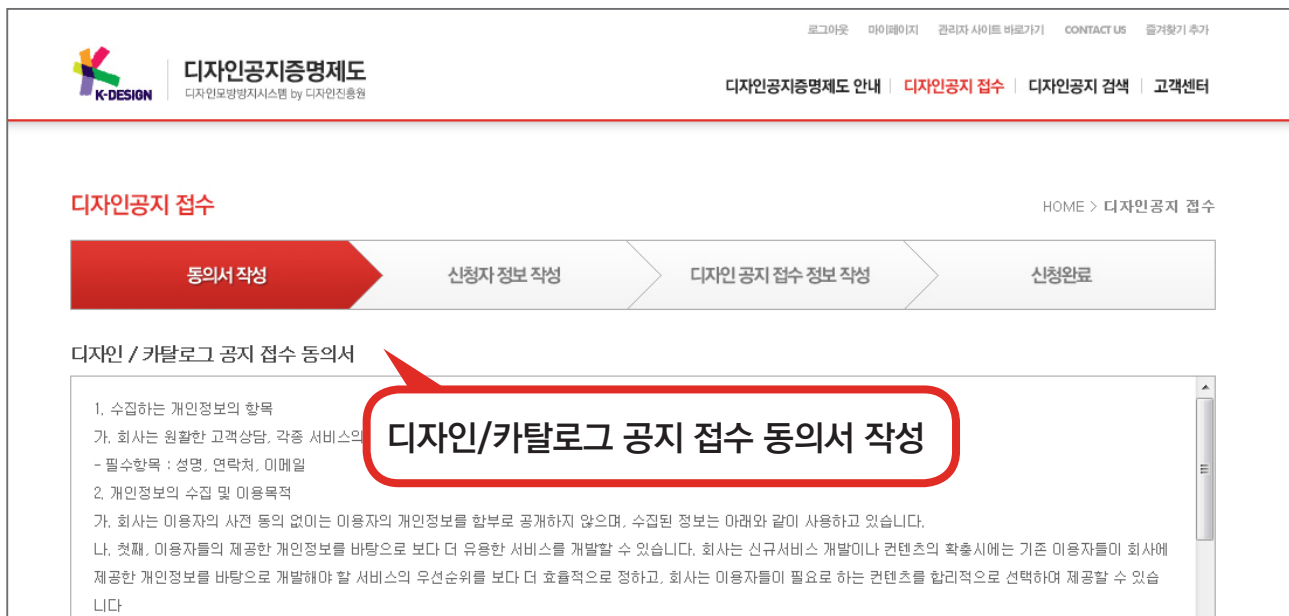 로그아웃 마이페이지 관리자 사이트 바로가기 CONTACT US 즐겨찾기 추가
K-DESIGN
디자인공지증명제도
디자인모방방지시스템 by 디자인진흥원
디자인공지증명제도 안내 디자인공지 접수 디자인공지 검색 고객센터
디자인공지 접수
HOME > 디자인공지 접수
동의서 작성 신청자 정보 작성 디자인 공지 접수 정보 작성 신청완료
디자인 / 카탈로그 공지 접수 동의서
디자인/카탈로그 공지 접수 동의서 작성
1. 수집하는 개인정보의 항목
가. 회사는 원활한 고객상담, 각종 서비스의
- 필수항목 : 성명, 연락처, 이메일
2. 개인정보의 수집 및 이용목적
가. 회사는 이용자의 사전 동의 없이는 이용자의 개인정보를 함부로 공개하지 않으며, 수집된 정보는 아래와 같이 사용하고 있습니다.
나. 첫째, 이용자들의 제공한 개인정보를 바탕으로 보다 더 유용한 서비스를 개발할 수 있습니다. 회사는 신규서비스 개발이나 컨텐츠의 확충시에는 기존 이용자들이 회사에
제공한 개인정보를 바탕으로 개발해야 할 서비스의 우선순위를 보다 더 효율적으로 정하고, 회사는 이용자들이 필요로 하는 컨텐츠를 합리적으로 선택하여 제공할 수 있습
니다